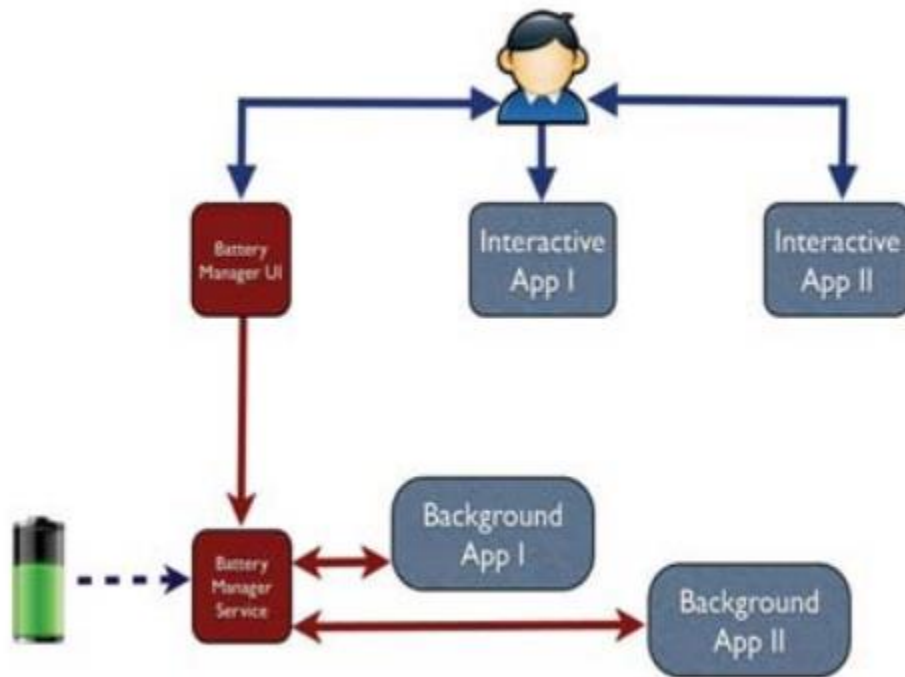 Battery
Manager UI
Interactive
App I
Interactive
App II
Background
App I
Battery
Manager
Service
Background
App II